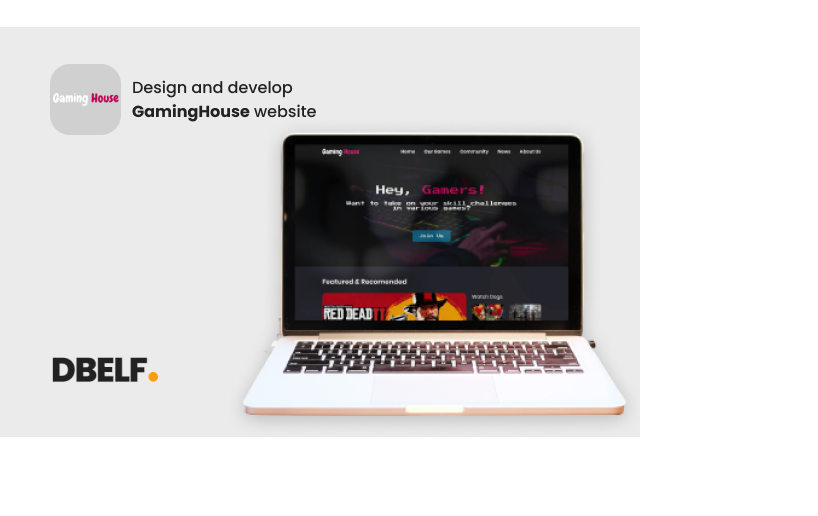 Gaming House
Design and develop
GamingHouse website
Gaming House
Home Our Games Community News About Us
Hey, Gamers!
Want to take on your skill challenges
in various games?
Join Us
Featured & Recomended
Watch Dogs
RED DEAD
DBELF.